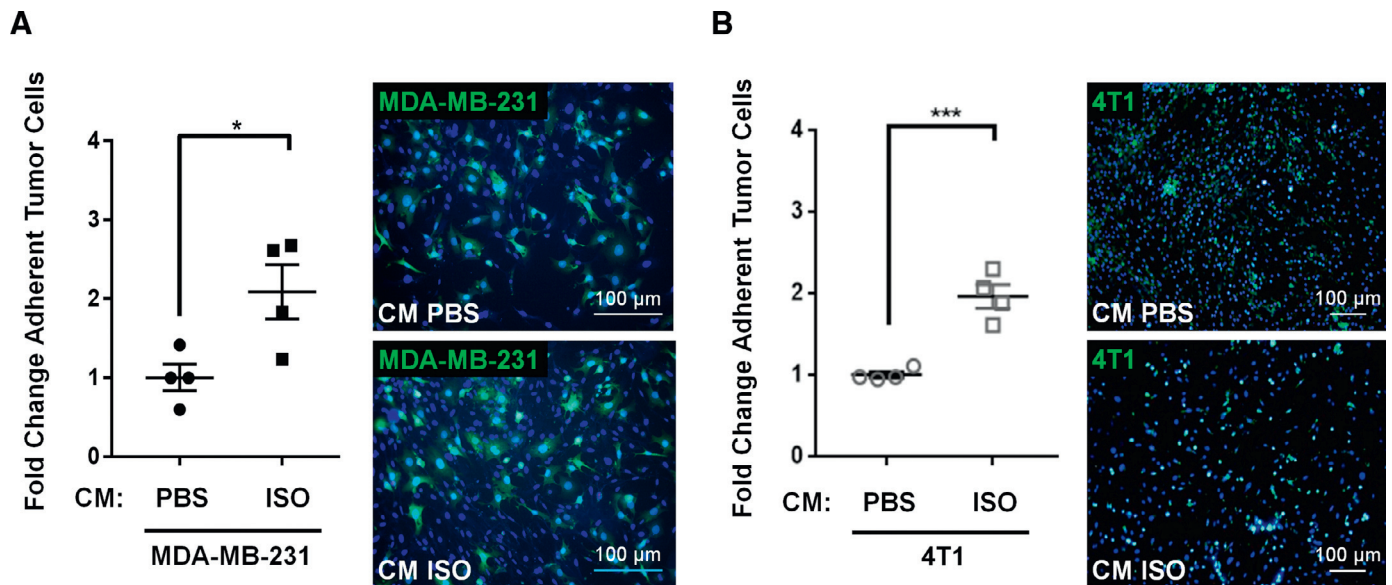 A
Fold Change Adherent Tumor Cells
4
3
2
1
0
*
CM: PBS ISO
MDA-MB-231
MDA-MB-231
100 µm
CM PBS
MDA-MB-231
100 µm
CM ISO
B
Fold Change Adherent Tumor Cells
4
3
2
1
0
***
CM: PBS ISO
4T1
4T1
100 µm
CM PBS
4T1
100 µm
CM ISO